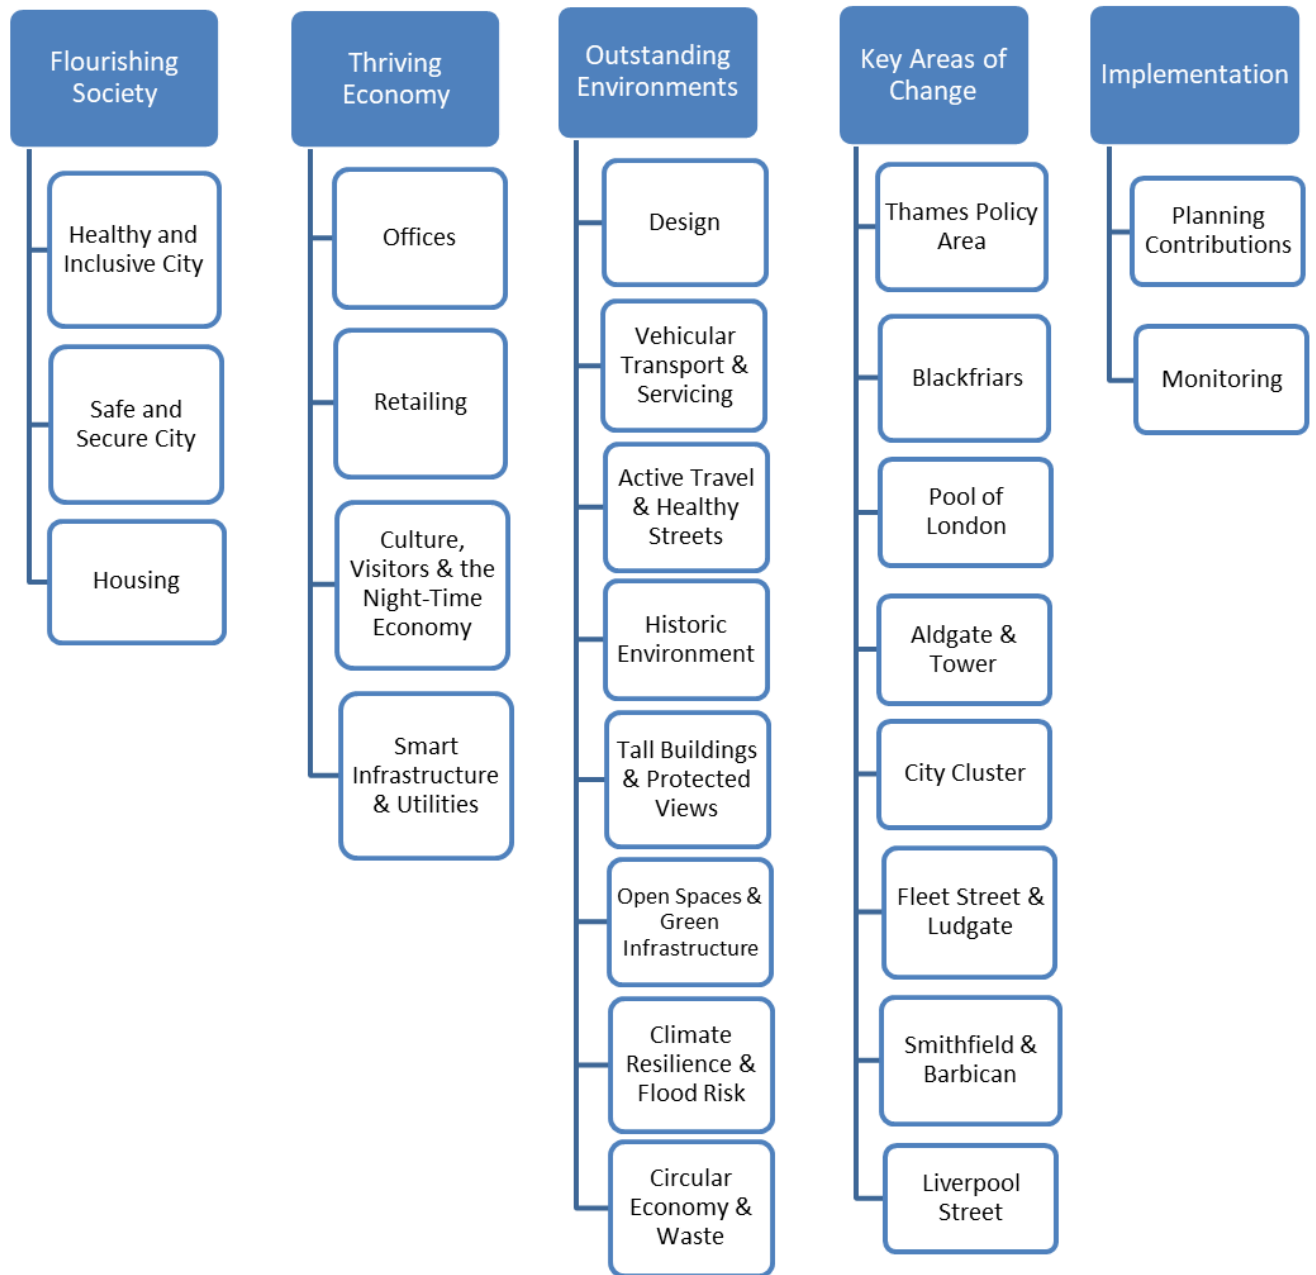 Flourishing
Society
Healthy and
Inclusive City
Safe and
Secure City
Housing
Thriving
Economy
Offices
Retailing
Culture,
Visitors & the
Night-Time
Economy
Smart
Infrastructure
& Utilities
Outstanding
Environments
Design
Vehicular
Transport &
Servicing
Active Travel
& Healthy
Streets
Historic
Environment
Tall Buildings
& Protected
Views
Open Spaces &
Green
Infrastructure
Climate
Resilience &
Flood Risk
Circular
Economy &
Waste
Key Areas of
Change
Thames Policy
Area
Blackfriars
Pool of
London
Aldgate &
Tower
City Cluster
Fleet Street &
Ludgate
Smithfield &
Barbican
Liverpool
Street
Implementation
Planning
Contributions
Monitoring